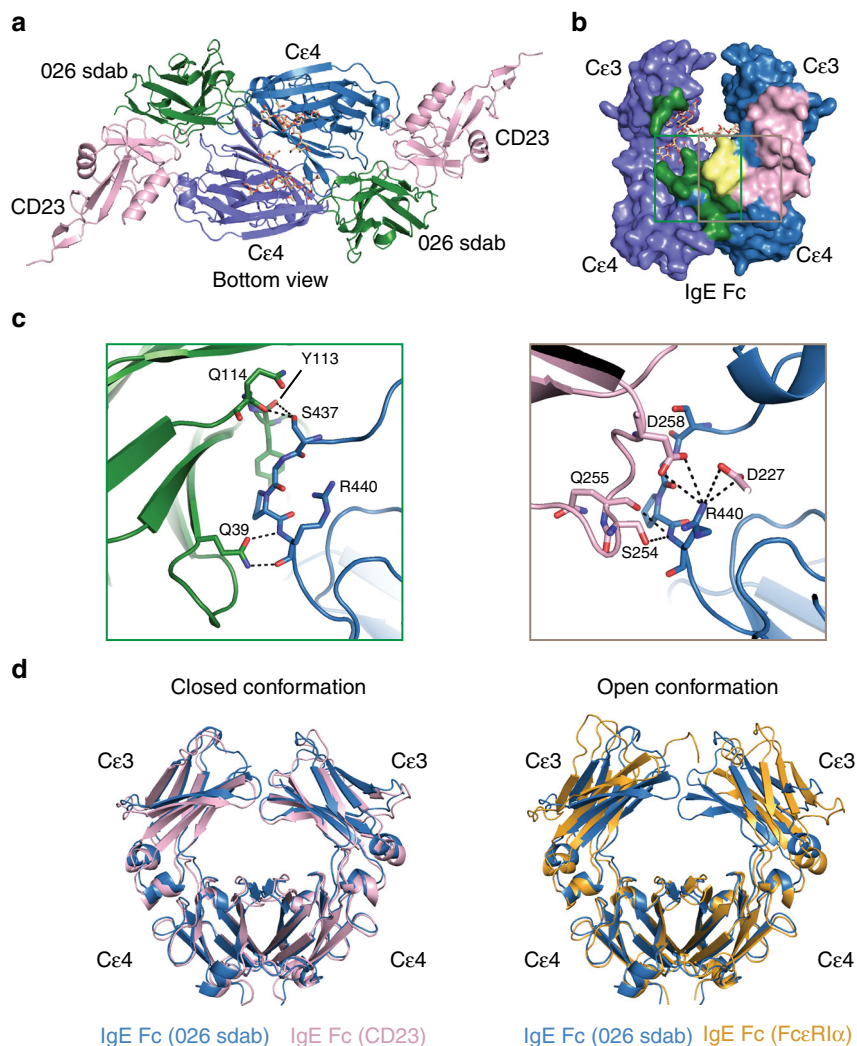 a
026 sdab
Cε4
CD23
CD23
Cε4
026 sdab
Bottom view
b
Cε3
Cε3
Cε4
Cε4
IgE Fc
c
Q114
Y113
S437
R440
Q39
D258
D227
Q255
R440
S254
d
Closed conformation
Open conformation
Cε3
Cε3
Cε3
Cε3
Cε4
Cε4
Cε4
Cε4
IgE Fc (026 sdab) IgE Fc (CD23)
IgE Fc (026 sdab) IgE Fc (FcεRIα)